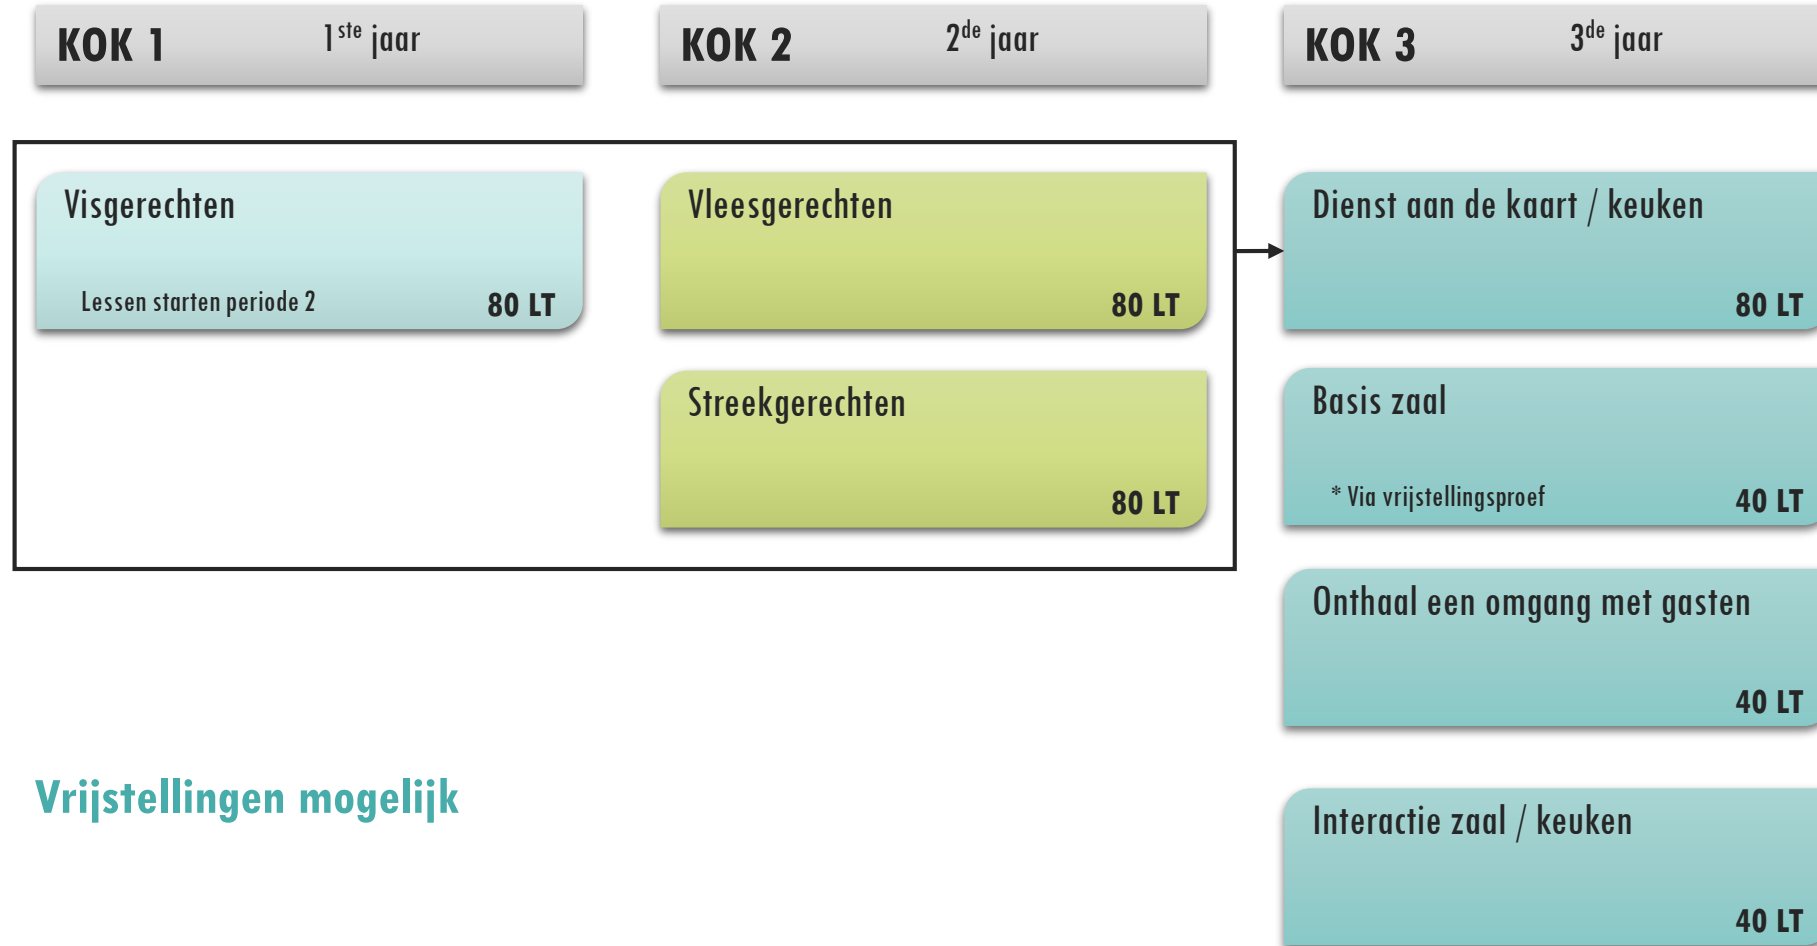 KOK 1 1ste jaar
KOK 2 2de jaar
KOK 3 3de jaar
Visgerechten
Lessen starten periode 2 80 LT
Vleesgerechten
80 LT
Dienst aan de kaart / keuken
80 LT
Streekgerechten
80 LT
Basis zaal
* Via vrijstellingsproef 40 LT
Onthaal een omgang met gasten
40 LT
Vrijstellingen mogelijk
Interactie zaal / keuken
40 LT